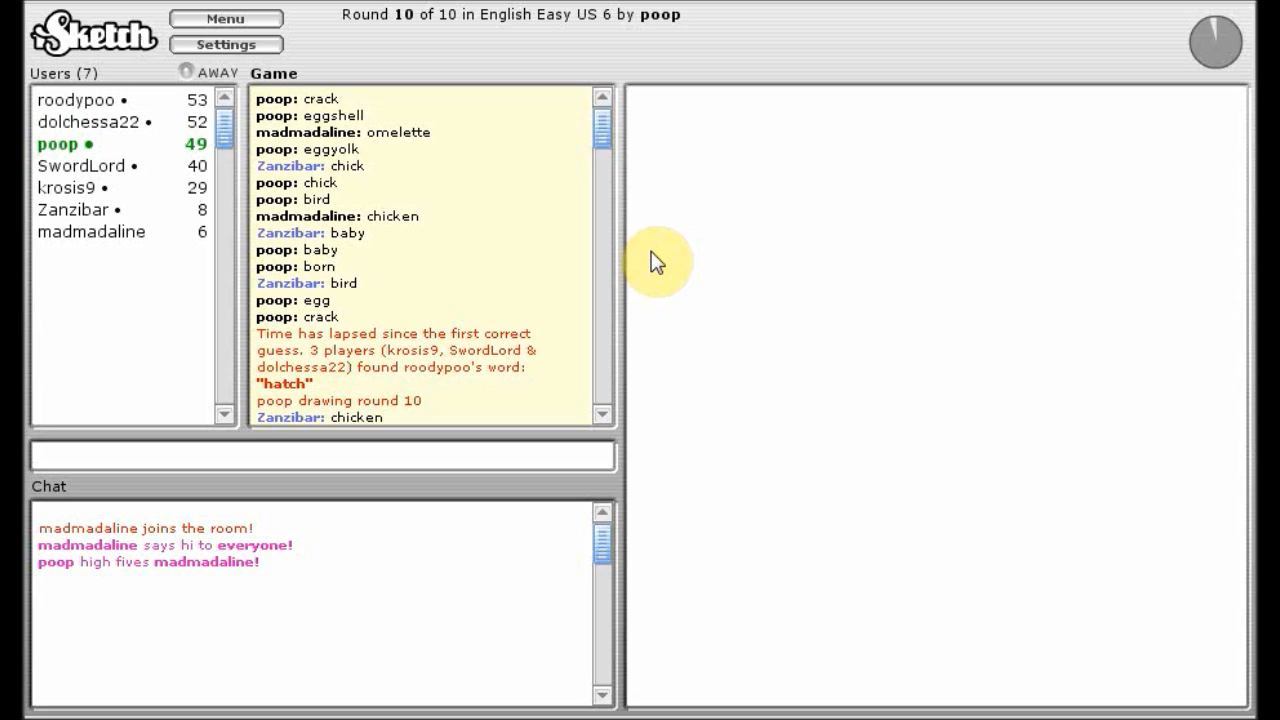 iSketch
Menu
Settings
Round 10 of 10 in English Easy US 6 by poop
Users (7)
AWAY
Game
roodypoo • 53
dolchessa22 • 52
poop • 49
SwordLord • 40
krosis9 • 29
Zanzibar • 8
madmadaline 6
poop: crack
poop: eggshell
madmadaline: omelette
poop: eggyolk
Zanzibar: chick
poop: chick
poop: bird
madmadaline: chicken
Zanzibar: baby
poop: baby
poop: born
Zanzibar: bird
poop: egg
poop: crack
Time has lapsed since the first correct
guess. 3 players (krosis9, SwordLord &
dolchessa22) found roodypoo's word:
"hatch"
poop drawing round 10
Zanzibar: chicken
Chat
madmadaline joins the room!
madmadaline says hi to everyone!
poop high fives madmadaline!